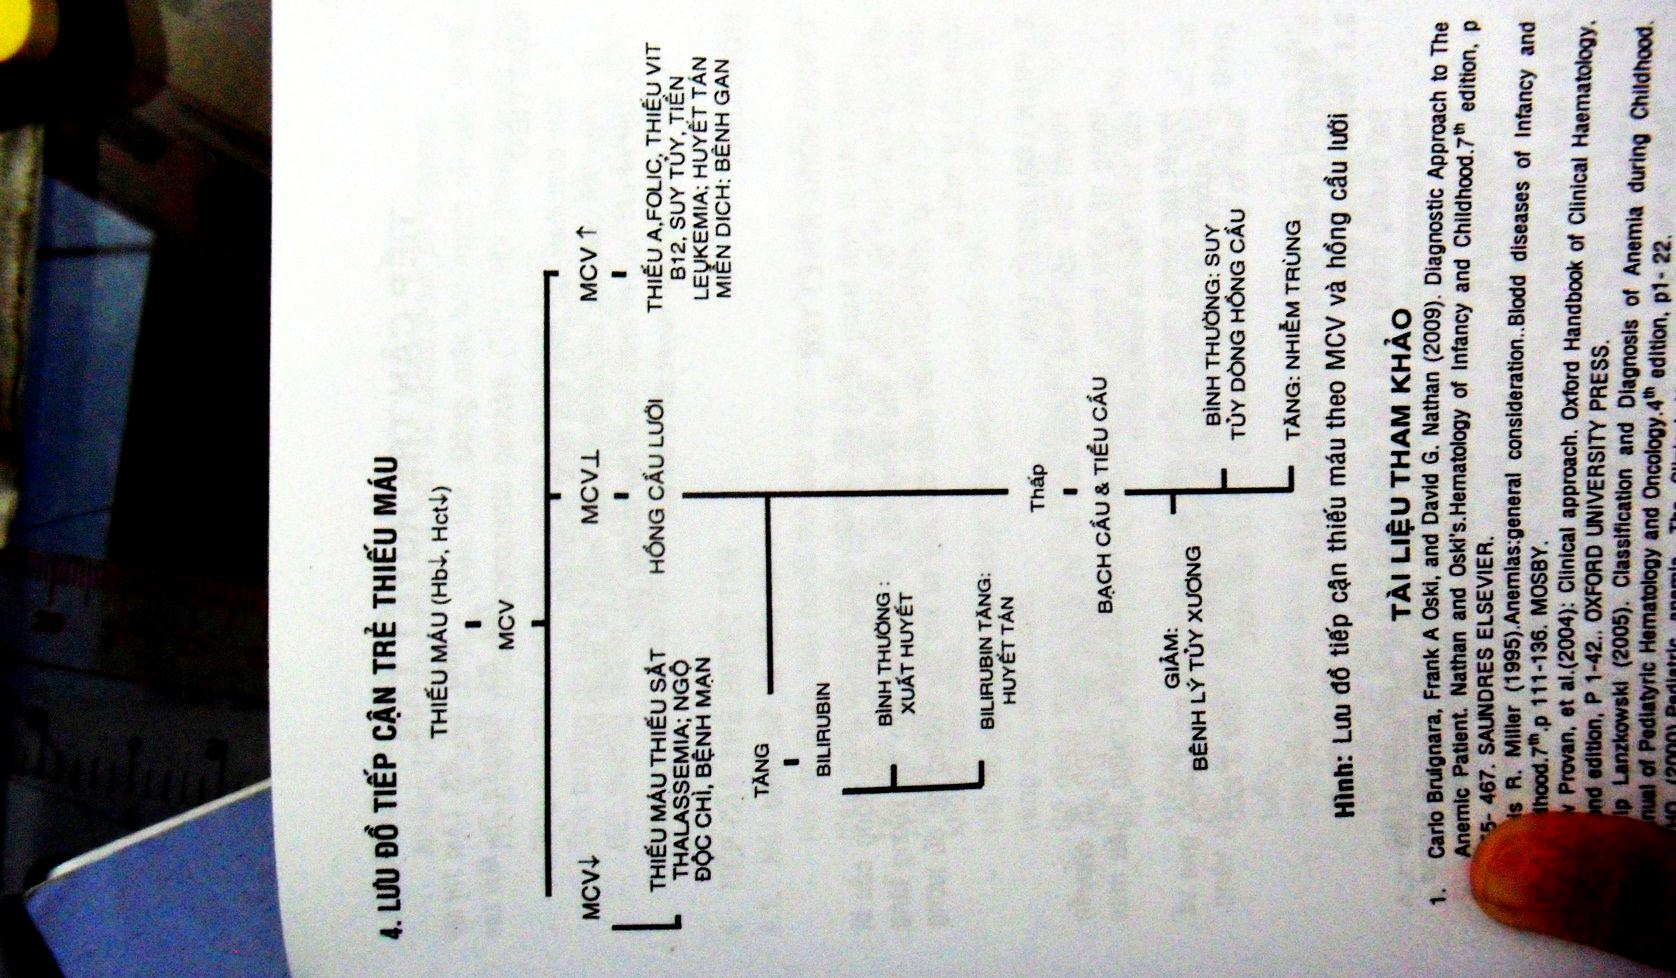 4. LƯU ĐỒ TIẾP CẬN TRẺ THIẾU MÁU
THIẾU MÁU (Hb↓, Hct↓)
MCV
MCV↓
MCV⊥
MCV↑
THIẾU MÁU THIẾU SẮT
THALASSEMIA; NGỘ
ĐỘC CHÌ, BỆNH MẠN
HỒNG CẦU LƯỚI
THIẾU A,FOLIC, THIẾU VIT
B12, SUY TỦY, TIỀN
LEUKEMIA; HUYẾT TÁN
MIỄN DỊCH; BỆNH GAN
TĂNG
BILIRUBIN
BÌNH THƯỜNG :
XUẤT HUYẾT
BILIRUBIN TĂNG:
HUYẾT TÁN
Thấp
BẠCH CẦU & TIỂU CẦU
GIẢM:
BỆNH LÝ TỦY XƯƠNG
BÌNH THƯỜNG: SUY
TỦY DÒNG HỒNG CẦU
TĂNG: NHIỄM TRÙNG
Hình: Lưu đồ tiếp cận thiếu máu theo MCV và hồng cầu lưới
TÀI LIỆU THAM KHẢO
1. Carlo Bruignara, Frank A Oski, and David G. Nathan (2009). Diagnostic Approach to The
Anemic Patient. Nathan and Oski's.Hematology of Infancy and Childhood.7th edition, p
5- 467. SAUNDRES ELSEVIER.
R. Miller (1995).Anemias:general consideration..Blodd diseases of Infancy and
hood.7th,p 111-136. MOSBY.
Provan, et al,(2004); Clinical approach. Oxford Handbook of Clinical Haematology.
nd edition, P 1-42.. OXFORD UNIVERSITY PRESS.
ip Lanzkowski (2005). Classification and Diagnosis of Anemia during Childhood.
nual of Pediatyric Hematology and Oncology.4th edition, p1- 22.